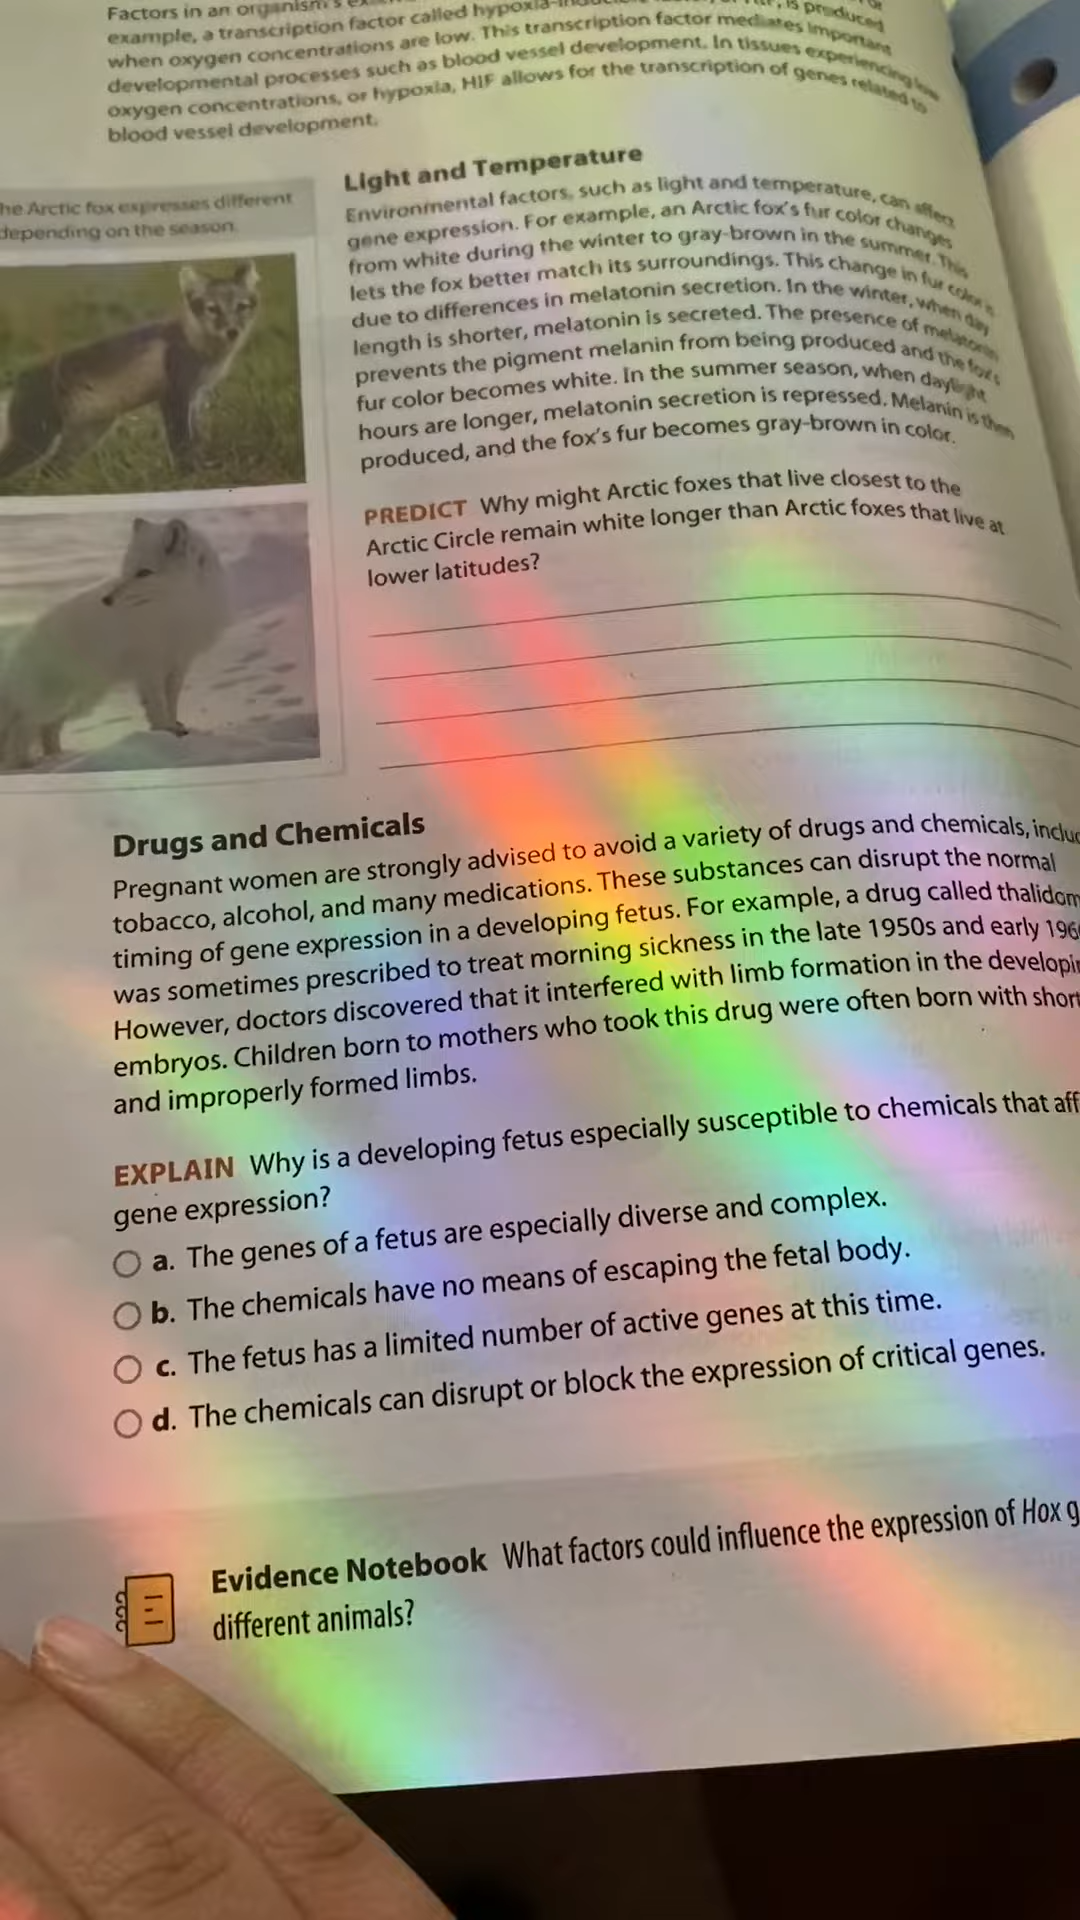 Factors in an organism's
example, a transcription factor called hypoxia- is produced
when oxygen concentrations are low. This transcription factor mediates important
developmental processes such as blood vessel development. In tissues experiencing low
oxygen concentrations, or hypoxia, HIF allows for the transcription of genes related to
blood vessel development.
he Arctic fox expresses different
depending on the season.
Light and Temperature
Environmental factors, such as light and temperature, can affect
gene expression. For example, an Arctic fox's fur color changes
from white during the winter to gray-brown in the summer. This
lets the fox better match its surroundings. This change in fur color is
due to differences in melatonin secretion. In the winter, when day
length is shorter, melatonin is secreted. The presence of melatonin
prevents the pigment melanin from being produced and the fox's
fur color becomes white. In the summer season, when daylight
hours are longer, melatonin secretion is repressed. Melanin is then
produced, and the fox's fur becomes gray-brown in color.
PREDICT Why might Arctic foxes that live closest to the
Arctic Circle remain white longer than Arctic foxes that live at
lower latitudes?
Drugs and Chemicals
Pregnant women are strongly advised to avoid a variety of drugs and chemicals, includ
tobacco, alcohol, and many medications. These substances can disrupt the normal
timing of gene expression in a developing fetus. For example, a drug called thalidom
was sometimes prescribed to treat morning sickness in the late 1950s and early 196
However, doctors discovered that it interfered with limb formation in the developi
embryos. Children born to mothers who took this drug were often born with short
and improperly formed limbs.
EXPLAIN Why is a developing fetus especially susceptible to chemicals that aff
gene expression?
a. The genes of a fetus are especially diverse and complex.
b. The chemicals have no means of escaping the fetal body.
c. The fetus has a limited number of active genes at this time.
d. The chemicals can disrupt or block the expression of critical genes.
Evidence Notebook What factors could influence the expression of Hox g
different animals?